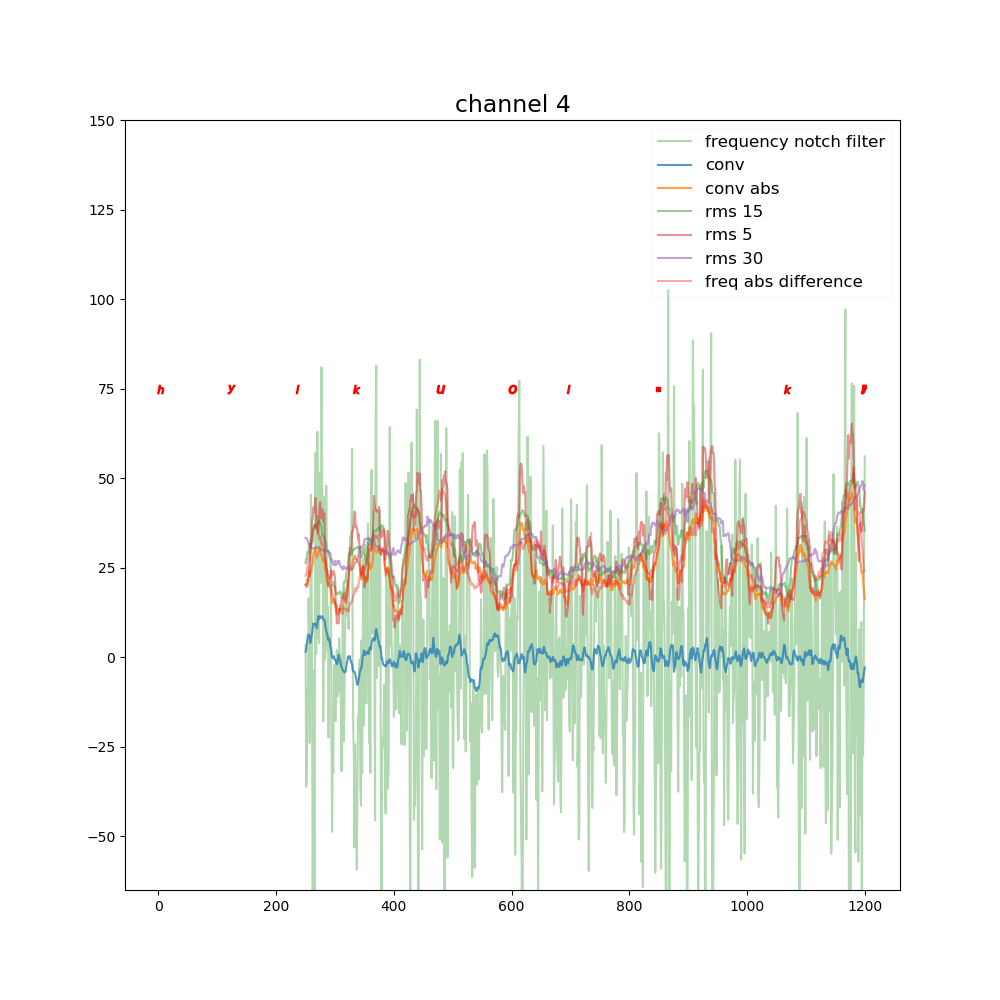 channel 4
150
125
100
75
50
25
0
−25
−50
frequency notch filter
conv
conv abs
rms 15
rms 5
rms 30
freq abs difference
h y l k u o l . k
0 200 400 600 800 1000 1200